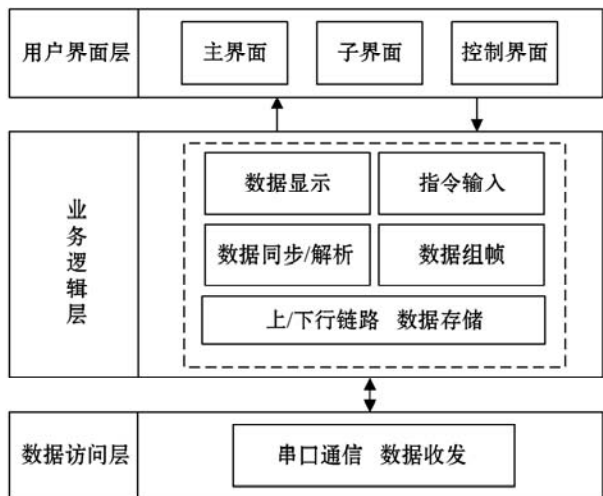 用户界面层
主界面
子界面
控制界面
业务逻辑层
数据显示
指令输入
数据同步/解析
数据组帧
上/下行链路 数据存储
数据访问层
串口通信 数据收发